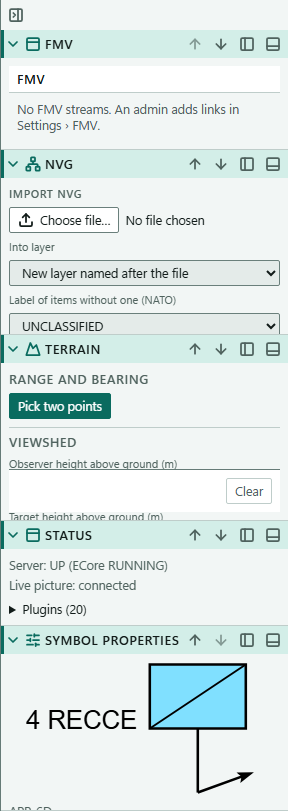 FMV
FMV
No FMV streams. An admin adds links in
Settings › FMV.
NVG
IMPORT NVG
Choose file... No file chosen
Into layer
New layer named after the file
Label of items without one (NATO)
UNCLASSIFIED
TERRAIN
RANGE AND BEARING
Pick two points
VIEWSHED
Observer height above ground (m)
Clear
Target height above ground (m)
STATUS
Server: UP (ECore RUNNING)
Live picture: connected
Plugins (20)
SYMBOL PROPERTIES
4 RECCE